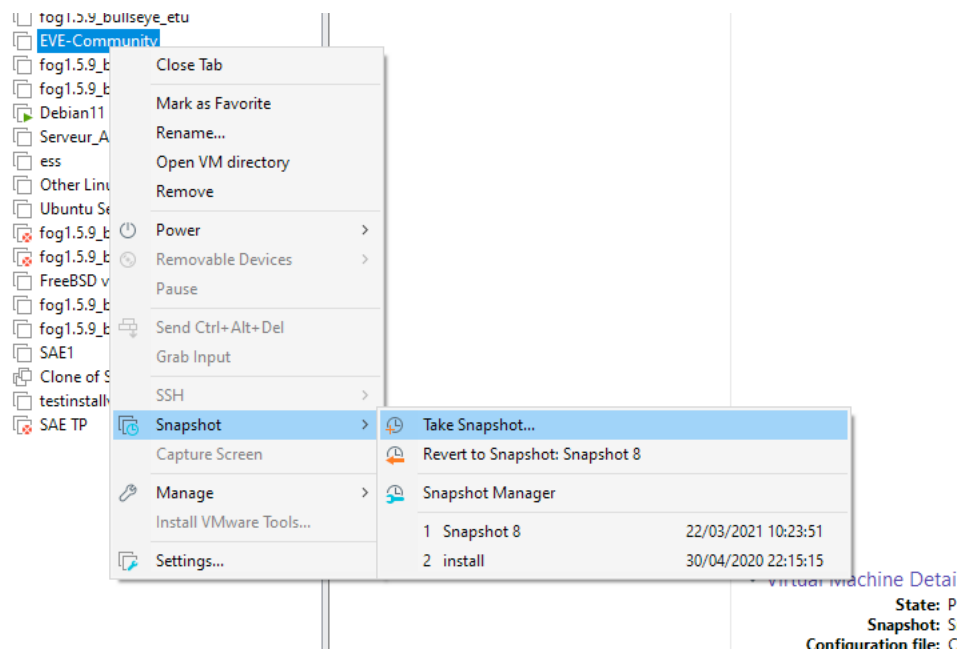 fog1.5.9_bullseye_etu
EVE-Community
fog1.5.9_b
fog1.5.9_b
Debian11
Serveur_A
ess
Other Linu
Ubuntu Se
fog1.5.9_b
fog1.5.9_b
FreeBSD v
fog1.5.9_b
fog1.5.9_b
SAE1
Clone of S
testinstall
SAE TP
Close Tab
Mark as Favorite
Rename...
Open VM directory
Remove
Power
Removable Devices
Pause
Send Ctrl+Alt+Del
Grab Input
SSH
Snapshot
Capture Screen
Manage
Install VMware Tools...
Settings...
Take Snapshot...
Revert to Snapshot: Snapshot 8
Snapshot Manager
1 Snapshot 8 22/03/2021 10:23:51
2 install 30/04/2020 22:15:15
Virtual Machine Detai
State: P
Snapshot: S
Configuration file: C